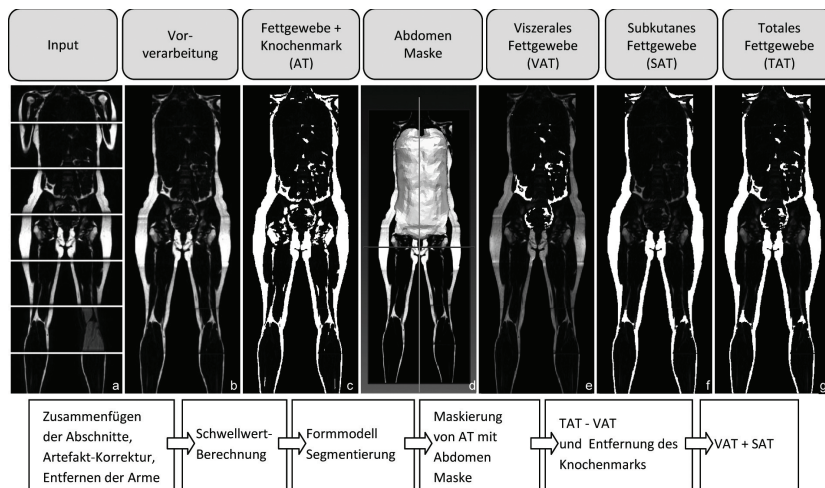 Input
Vor-
verarbeitung
Fettgewebe +
Knochenmark
(AT)
Abdomen
Maske
Viszerales
Fettgewebe
(VAT)
Subkutanes
Fettgewebe
(SAT)
Totales
Fettgewebe
(TAT)
a
b
c
d
e
f
g
Zusammenfügen
der Abschnitte,
Artefakt-Korrektur,
Entfernen der Arme
Schwellwert-
Berechnung
Formmodell
Segmentierung
Maskierung
von AT mit
Abdomen
Maske
TAT - VAT
und Entfernung des
Knochenmarks
VAT + SAT